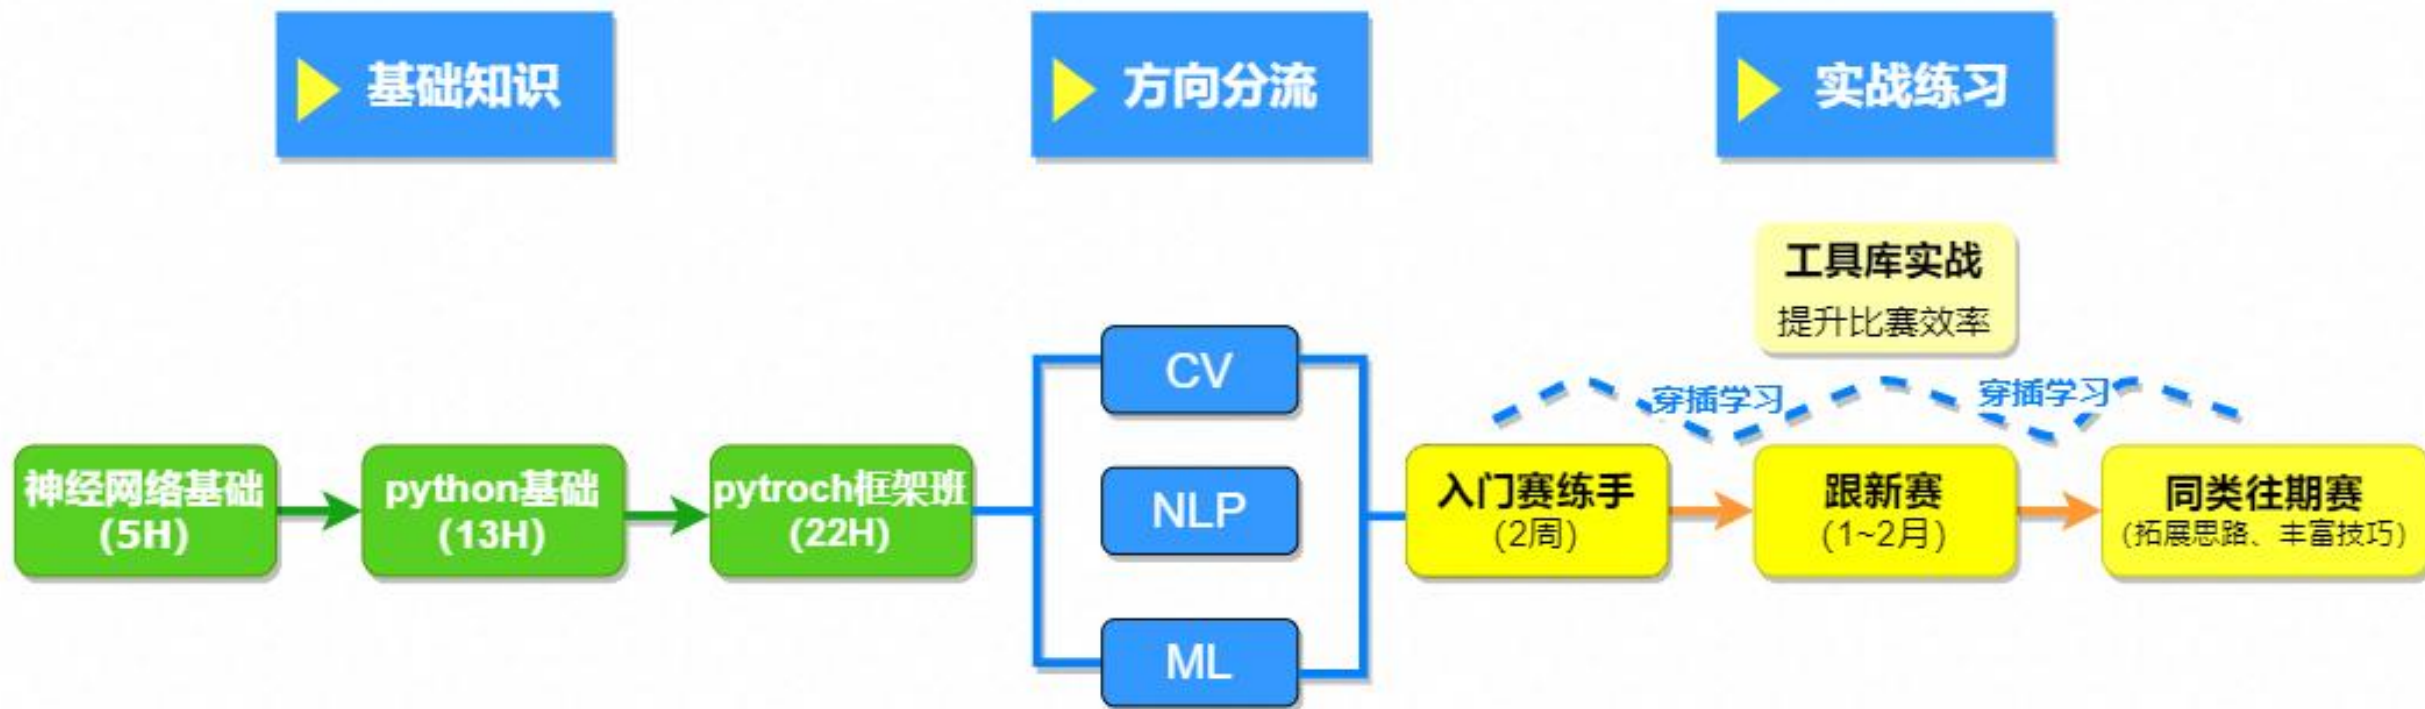 基础知识
方向分流
实战练习
工具库实战
提升比赛效率
CV
穿插学习
穿插学习
神经网络基础
(5H)
python基础
(13H)
pytroch框架班
(22H)
NLP
入门赛练手
(2周)
跟新赛
(1~2月)
同类往期赛
(拓展思路、丰富技巧)
ML